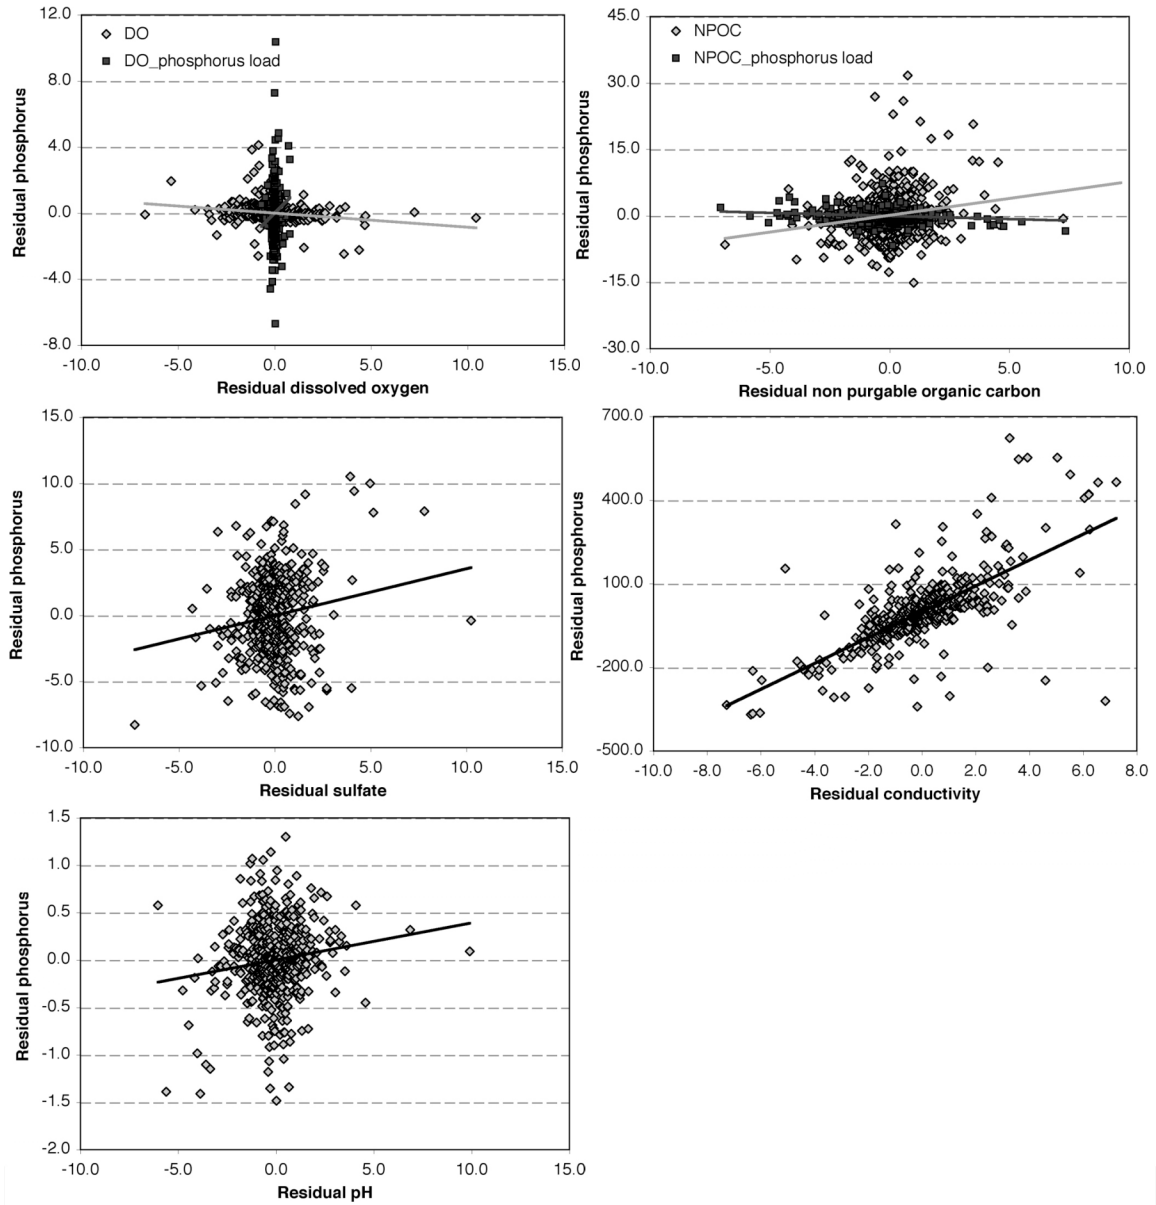 12.0
8.0
4.0
0.0
-4.0
-8.0
Residual phosphorus
DO
DO_phosphorus load
-10.0 -5.0 0.0 5.0 10.0 15.0
Residual dissolved oxygen
45.0
30.0
15.0
0.0
-15.0
-30.0
Residual phosphorus
NPOC
NPOC_phosphorus load
-10.0 -5.0 0.0 5.0 10.0
Residual non purgable organic carbon
15.0
10.0
5.0
0.0
-5.0
-10.0
Residual phosphorus
-10.0 -5.0 0.0 5.0 10.0 15.0
Residual sulfate
700.0
400.0
100.0
-200.0
-500.0
Residual phosphorus
-10.0 -8.0 -6.0 -4.0 -2.0 0.0 2.0 4.0 6.0 8.0
Residual conductivity
1.5
1.0
0.5
0.0
-0.5
-1.0
-1.5
-2.0
Residual phosphorus
-10.0 -5.0 0.0 5.0 10.0 15.0
Residual pH